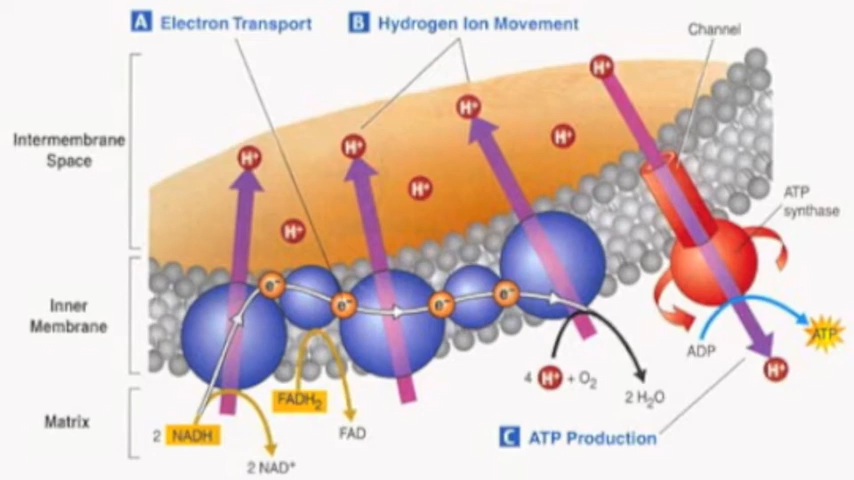 A Electron Transport
B Hydrogen Ion Movement
Channel
H+
H+
H+
Intermembrane
Space
H+
H+
H+
H+
ATP
synthase
Inner
Membrane
e-
e-
e-
e-
ADP
ATP
H+
4 H+ + O2
2 H2O
FADH2
FAD
Matrix
2 NADH
2 NAD+
C ATP Production